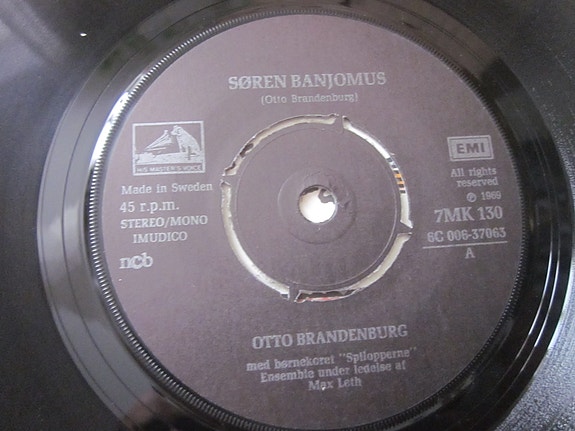 SØREN BANJOMUS
(Otto Brandenburg)
HIS MASTER'S VOICE
Made in Sweden
45 r.p.m.
STEREO/MONO
IMUDICO
ncb
EMI
All rights
reserved
℗ 1969
7MK 130
6C 006-37063
A
OTTO BRANDENBURG
med børnekoret "Spilopperne"
Ensemble under ledelse af
Max Leth